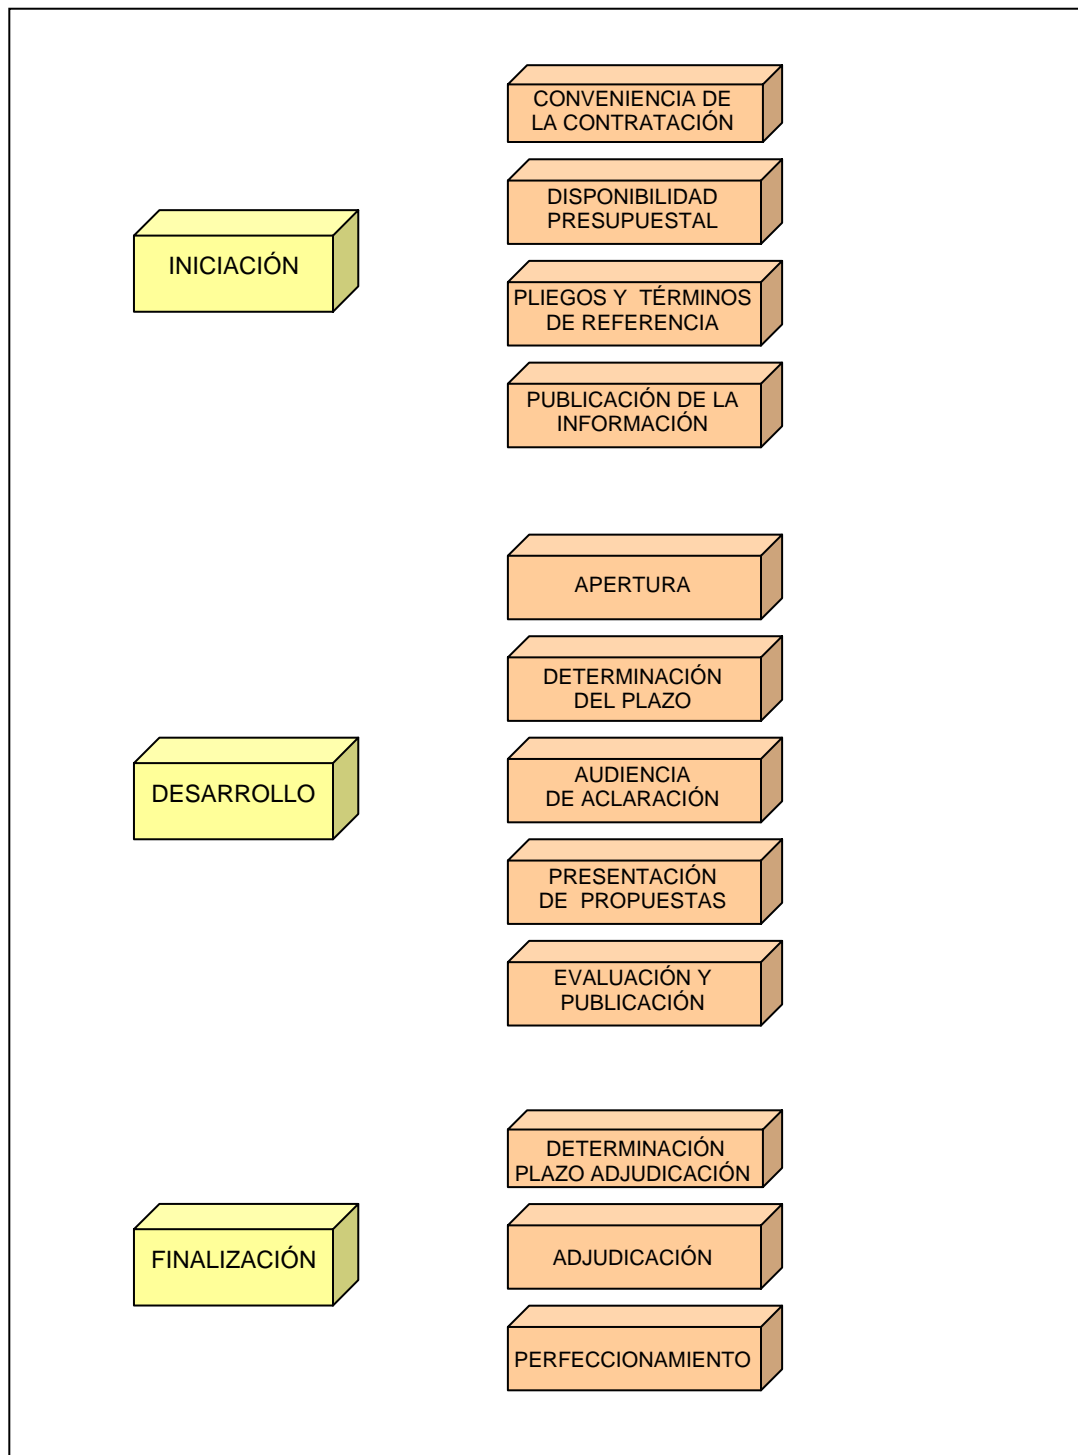 INICIACIÓN
CONVENIENCIA DE
LA CONTRATACIÓN
DISPONIBILIDAD
PRESUPUESTAL
PLIEGOS Y  TÉRMINOS
DE REFERENCIA
PUBLICACIÓN DE LA
INFORMACIÓN
DESARROLLO
APERTURA
DETERMINACIÓN
DEL PLAZO
AUDIENCIA
DE ACLARACIÓN
PRESENTACIÓN
DE  PROPUESTAS
EVALUACIÓN Y
PUBLICACIÓN
FINALIZACIÓN
DETERMINACIÓN
PLAZO ADJUDICACIÓN
ADJUDICACIÓN
PERFECCIONAMIENTO